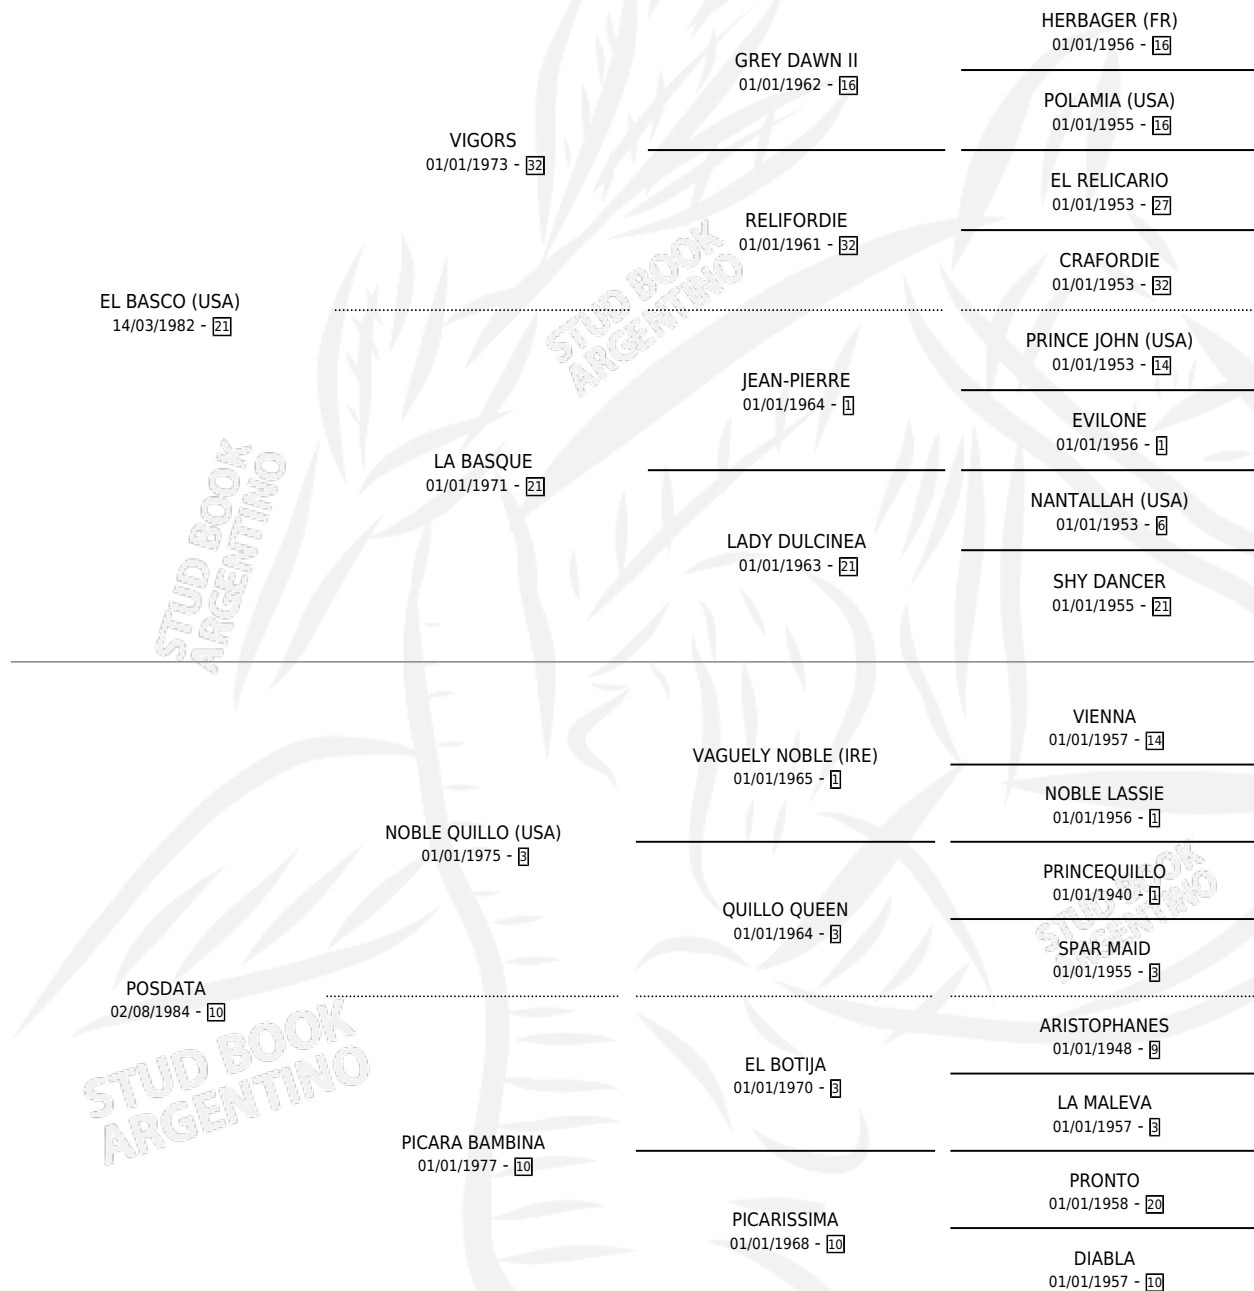 HERBAGER (FR)
01/01/1956 - 16
GREY DAWN II
01/01/1962 - 16
POLAMIA (USA)
01/01/1955 - 16
VIGORS
01/01/1973 - 32
EL RELICARIO
01/01/1953 - 27
RELIFORDIE
01/01/1961 - 32
CRAFORDIE
01/01/1953 - 32
EL BASCO (USA)
14/03/1982 - 21
PRINCE JOHN (USA)
01/01/1953 - 14
JEAN-PIERRE
01/01/1964 - 1
EVILONE
01/01/1956 - 1
LA BASQUE
01/01/1971 - 21
NANTALLAH (USA)
01/01/1953 - 6
LADY DULCINEA
01/01/1963 - 21
SHY DANCER
01/01/1955 - 21
VIENNA
01/01/1957 - 14
VAGUELY NOBLE (IRE)
01/01/1965 - 1
NOBLE LASSIE
01/01/1956 - 1
NOBLE QUILLO (USA)
01/01/1975 - 3
PRINCEQUILLO
01/01/1940 - 1
QUILLO QUEEN
01/01/1964 - 3
SPAR MAID
01/01/1955 - 3
POSDATA
02/08/1984 - 10
ARISTOPHANES
01/01/1948 - 9
EL BOTIJA
01/01/1970 - 3
LA MALEVA
01/01/1957 - 3
PICARA BAMBINA
01/01/1977 - 10
PRONTO
01/01/1958 - 20
PICARISSIMA
01/01/1968 - 10
DIABLA
01/01/1957 - 10
STUD BOOK
ARGENTINO
STUD BOOK
ARGENTINO
STUD BOOK
ARGENTINO
STUD BOOK
ARGENTINO